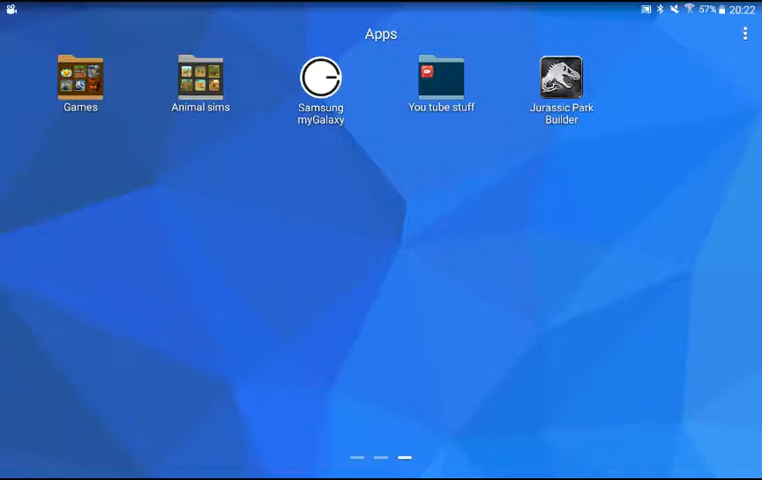 57% 20:22
Apps
Games
Animal sims
Samsung
myGalaxy
You tube stuff
Jurassic Park
Builder